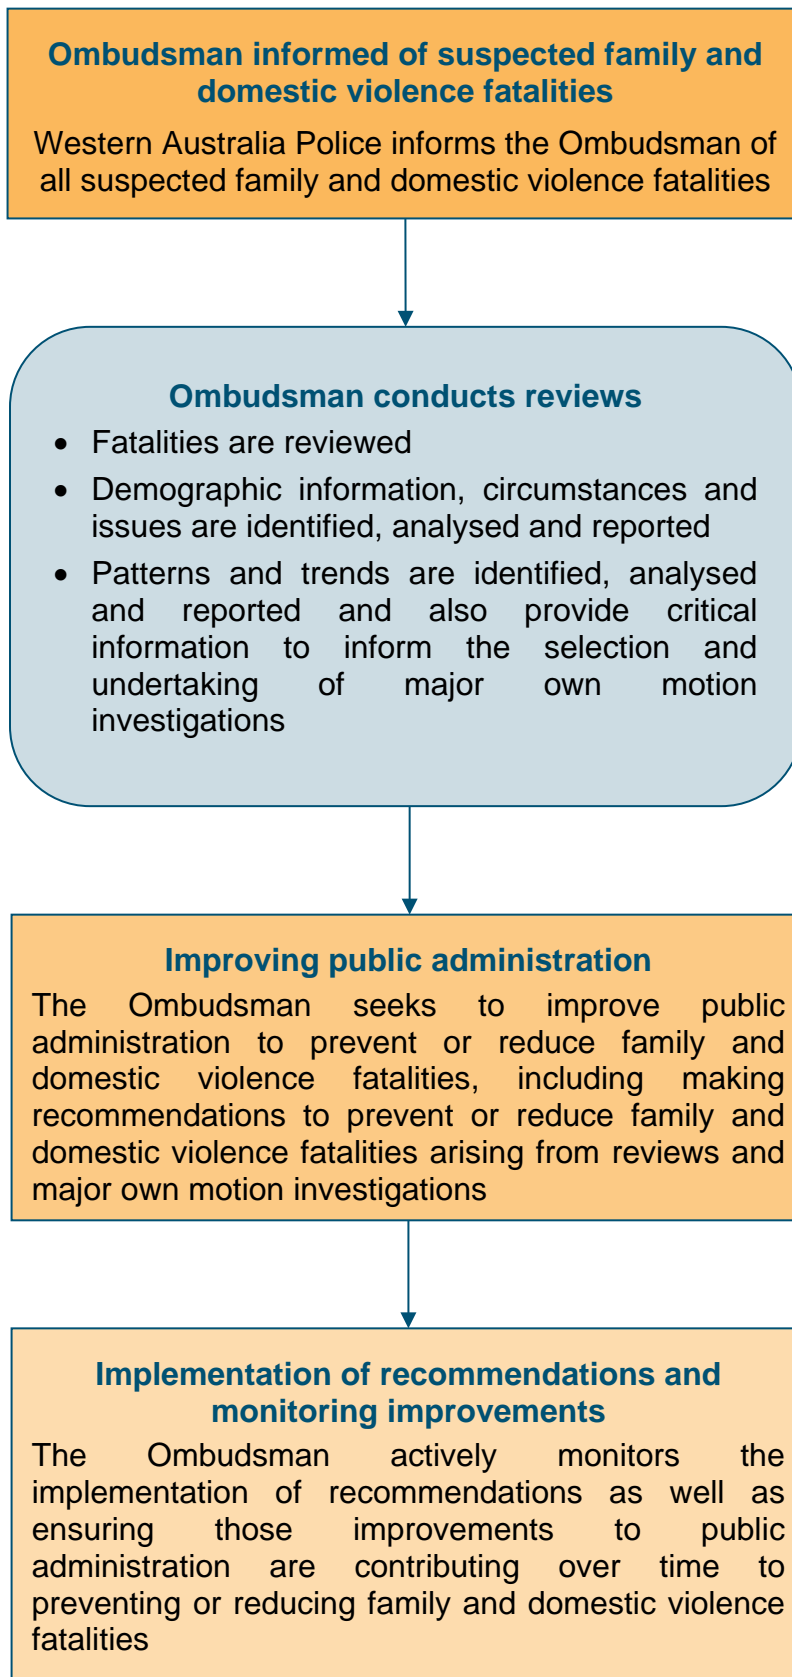 Ombudsman informed of suspected family and
domestic violence fatalities
Western Australia Police informs the Ombudsman of
all suspected family and domestic violence fatalities
Ombudsman conducts reviews
• Fatalities are reviewed
• Demographic information, circumstances and
issues are identified, analysed and reported
• Patterns and trends are identified, analysed
and reported and also provide critical
information to inform the selection and
undertaking of major own motion
investigations
Improving public administration
The Ombudsman seeks to improve public
administration to prevent or reduce family and
domestic violence fatalities, including making
recommendations to prevent or reduce family and
domestic violence fatalities arising from reviews and
major own motion investigations
Implementation of recommendations and
monitoring improvements
The Ombudsman actively monitors the
implementation of recommendations as well as
ensuring those improvements to public
administration are contributing over time to
preventing or reducing family and domestic violence
fatalities